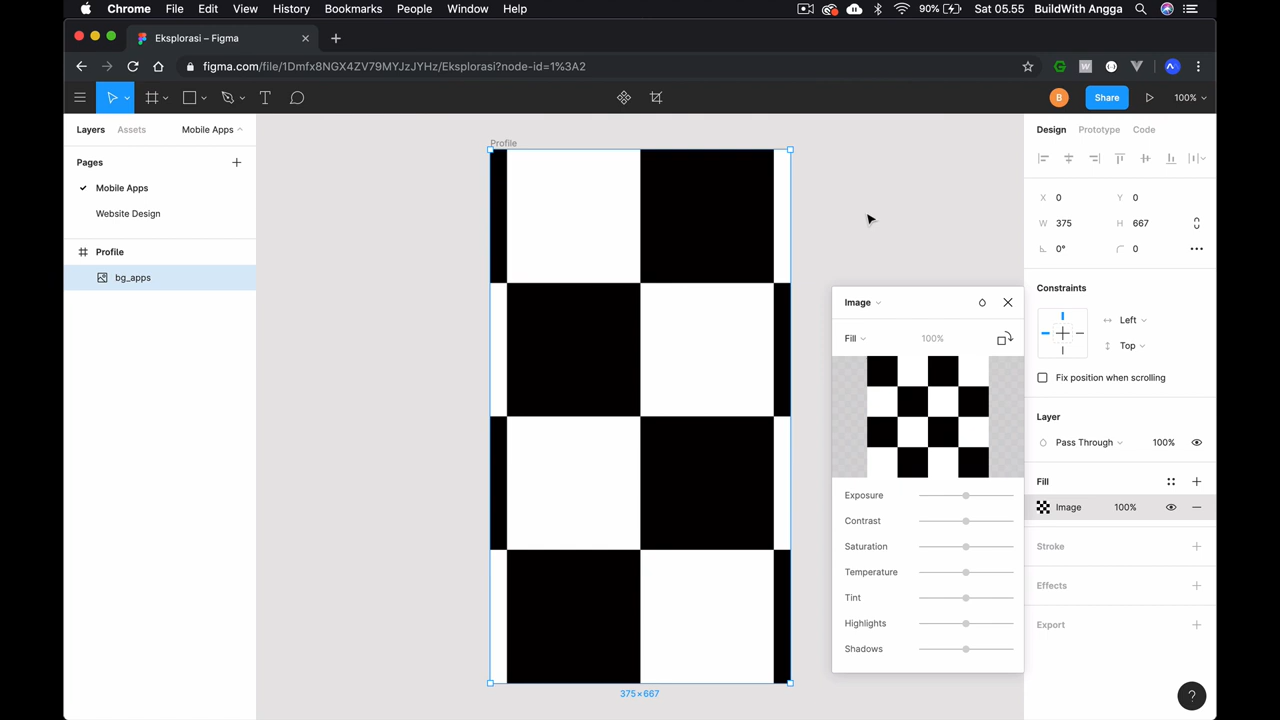 Chrome File Edit View History Bookmarks People Window Help 90% Sat 05.55 BuildWith Angga
Eksplorasi – Figma
figma.com/file/1Dmfx8NGX4ZV79MYJzJYHz/Eksplorasi?node-id=1%3A2
B Share 100%
Layers Assets Mobile Apps
Pages
Mobile Apps
Website Design
Profile
bg_apps
Profile
375×667
Image
Fill 100%
Exposure
Contrast
Saturation
Temperature
Tint
Highlights
Shadows
Design Prototype Code
X 0 Y 0
W 375 H 667
0° 0
Constraints
Left
Top
Fix position when scrolling
Layer
Pass Through 100%
Fill
Image 100%
Stroke
Effects
Export
?